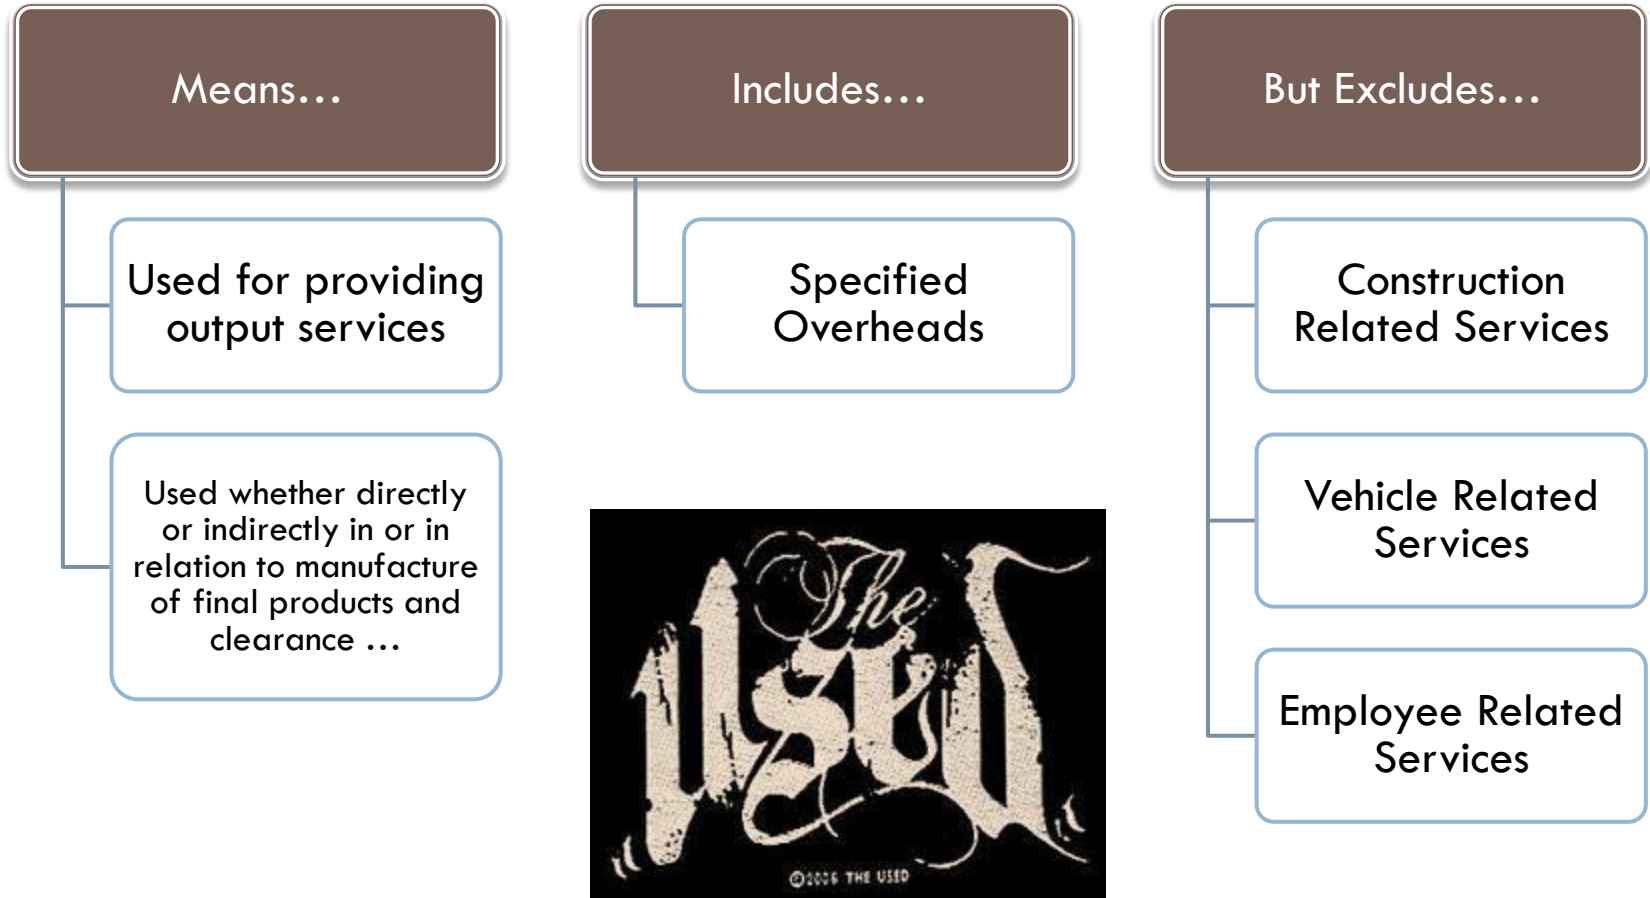 Means…
Used for providing
output services
Used whether directly
or indirectly in or in
relation to manufacture
of final products and
clearance …
Includes…
Specified
Overheads
The
Used
©2006 THE USED
But Excludes…
Construction
Related Services
Vehicle Related
Services
Employee Related
Services